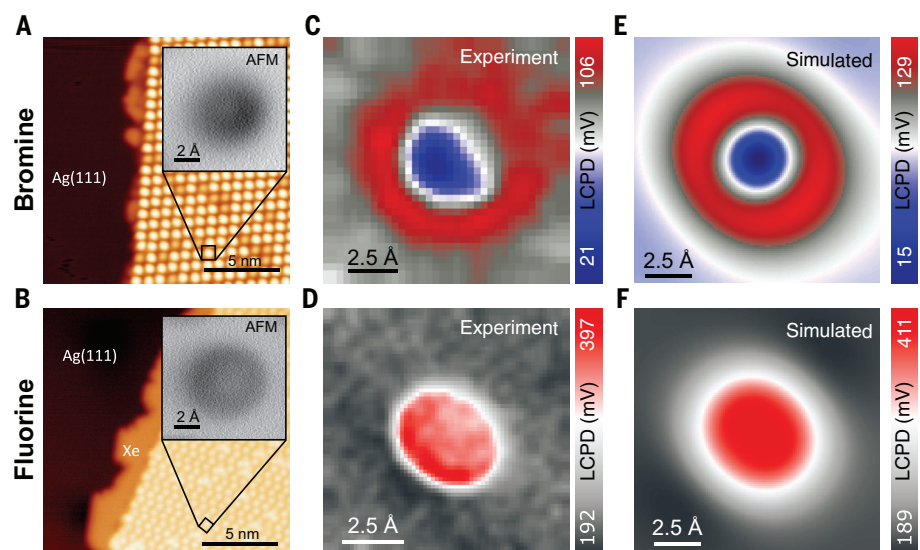 A
Bromine
Ag(111)
AFM
2 Å
5 nm
C
Experiment
2.5 Å
106
LCPD (mV)
21
E
Simulated
2.5 Å
129
LCPD (mV)
15
B
Fluorine
Ag(111)
Xe
AFM
2 Å
5 nm
D
Experiment
2.5 Å
397
LCPD (mV)
192
F
Simulated
2.5 Å
411
LCPD (mV)
189